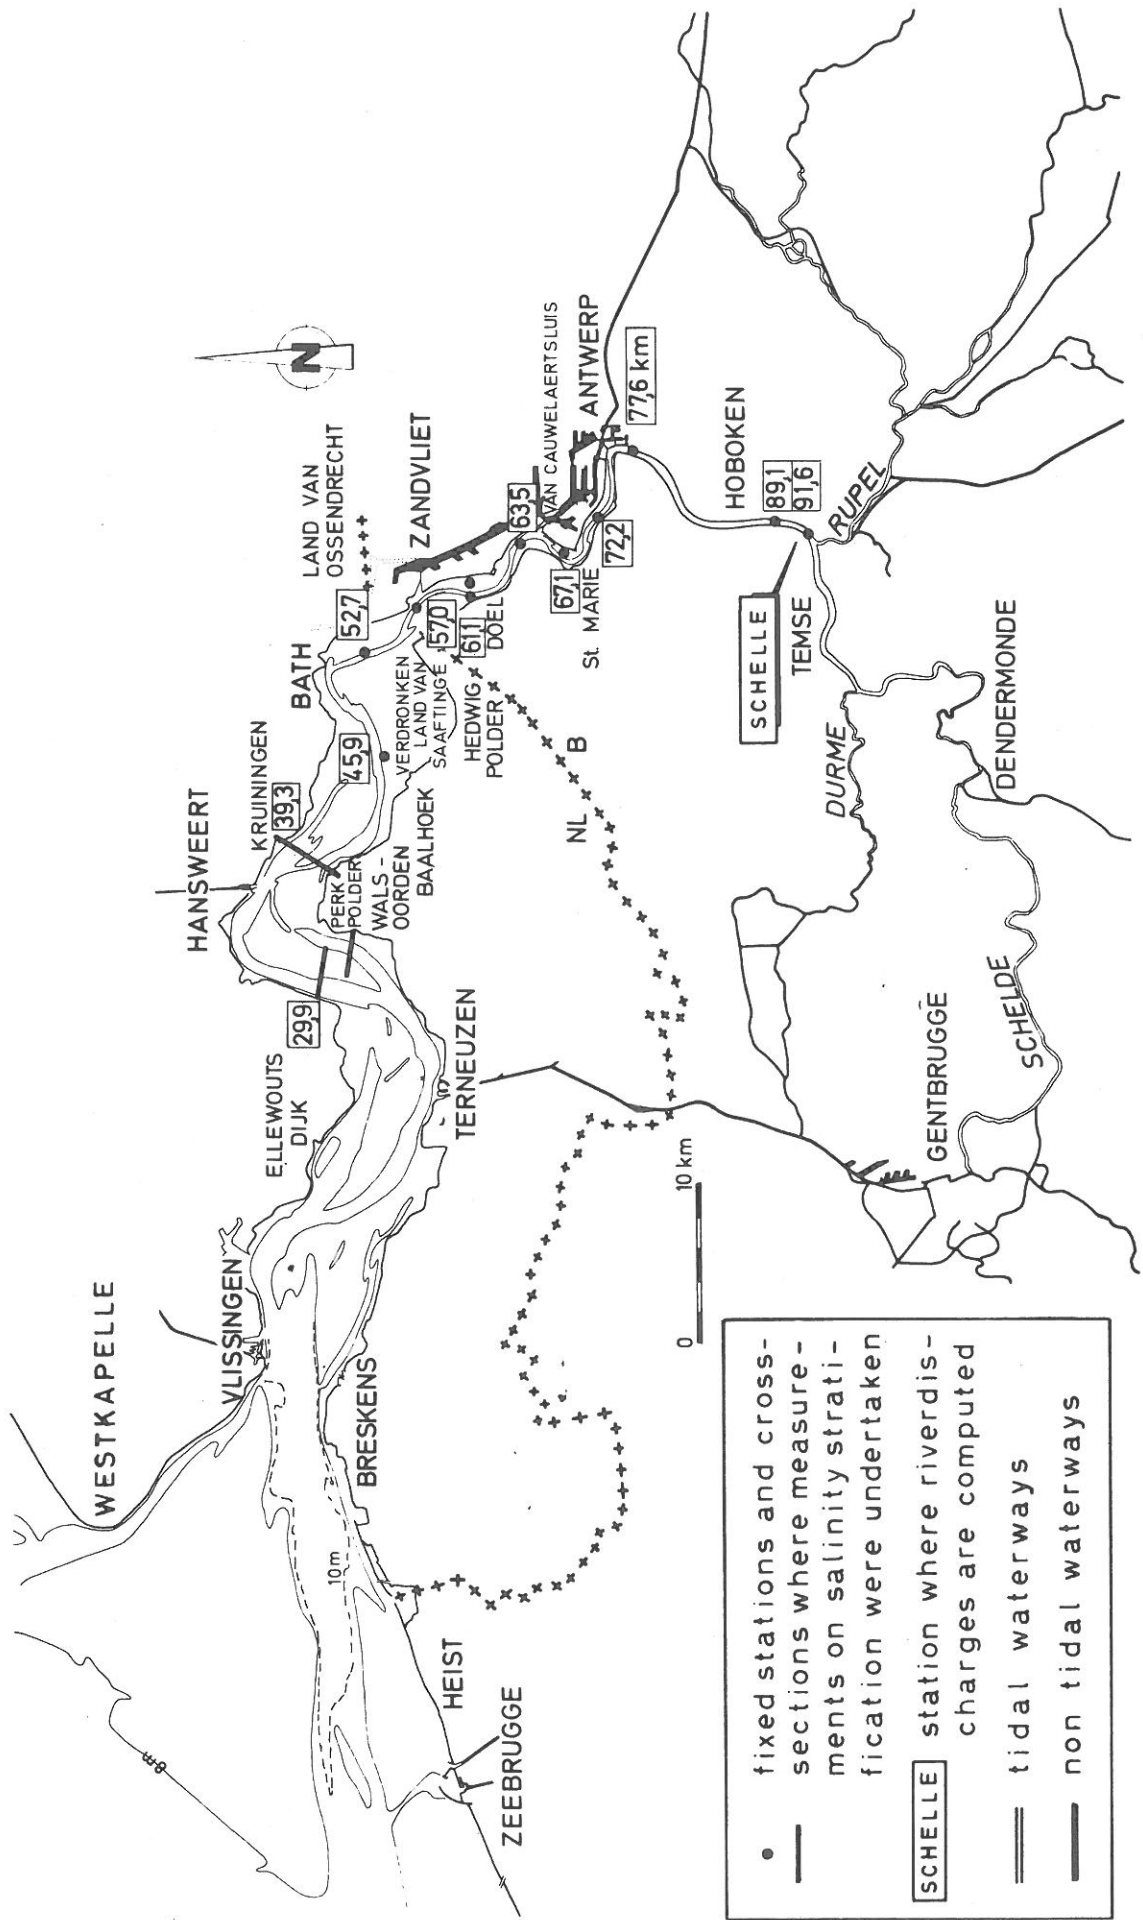 WESTKAPELLE
VLISSINGEN
BRESKENS
HEIST
ZEEBRUGGE
8m
10m
ELLEWOUTS
DIJK
TERNEUZEN
29,9
HANSWEERT
KRUININGEN
39,3
PERK
POLDER
WALS-
OORDEN
BAALHOEK
45,9
BATH
VERDRONKEN
LAND VAN
SAAFTINGE
HEDWIG
POLDER
52,7
LAND VAN
OSSENDRECHT
57,0
61,1
DOEL
ZANDVLIET
63,5
VAN CAUWELAERTSLUIS
67,1
St. MARIE
72,2
ANTWERP
77,6 km
HOBOKEN
89,1
91,6
RUPEL
SCHELLE
TEMSE
DURME
DENDERMONDE
SCHELDE
GENTBRUGGE
NL
B
N
0
10 km
fixed stations and cross-
sections where measure-
ments on salinity strati-
fication were undertaken
SCHELLE station where riverdis-
charges are computed
tidal waterways
non tidal waterways